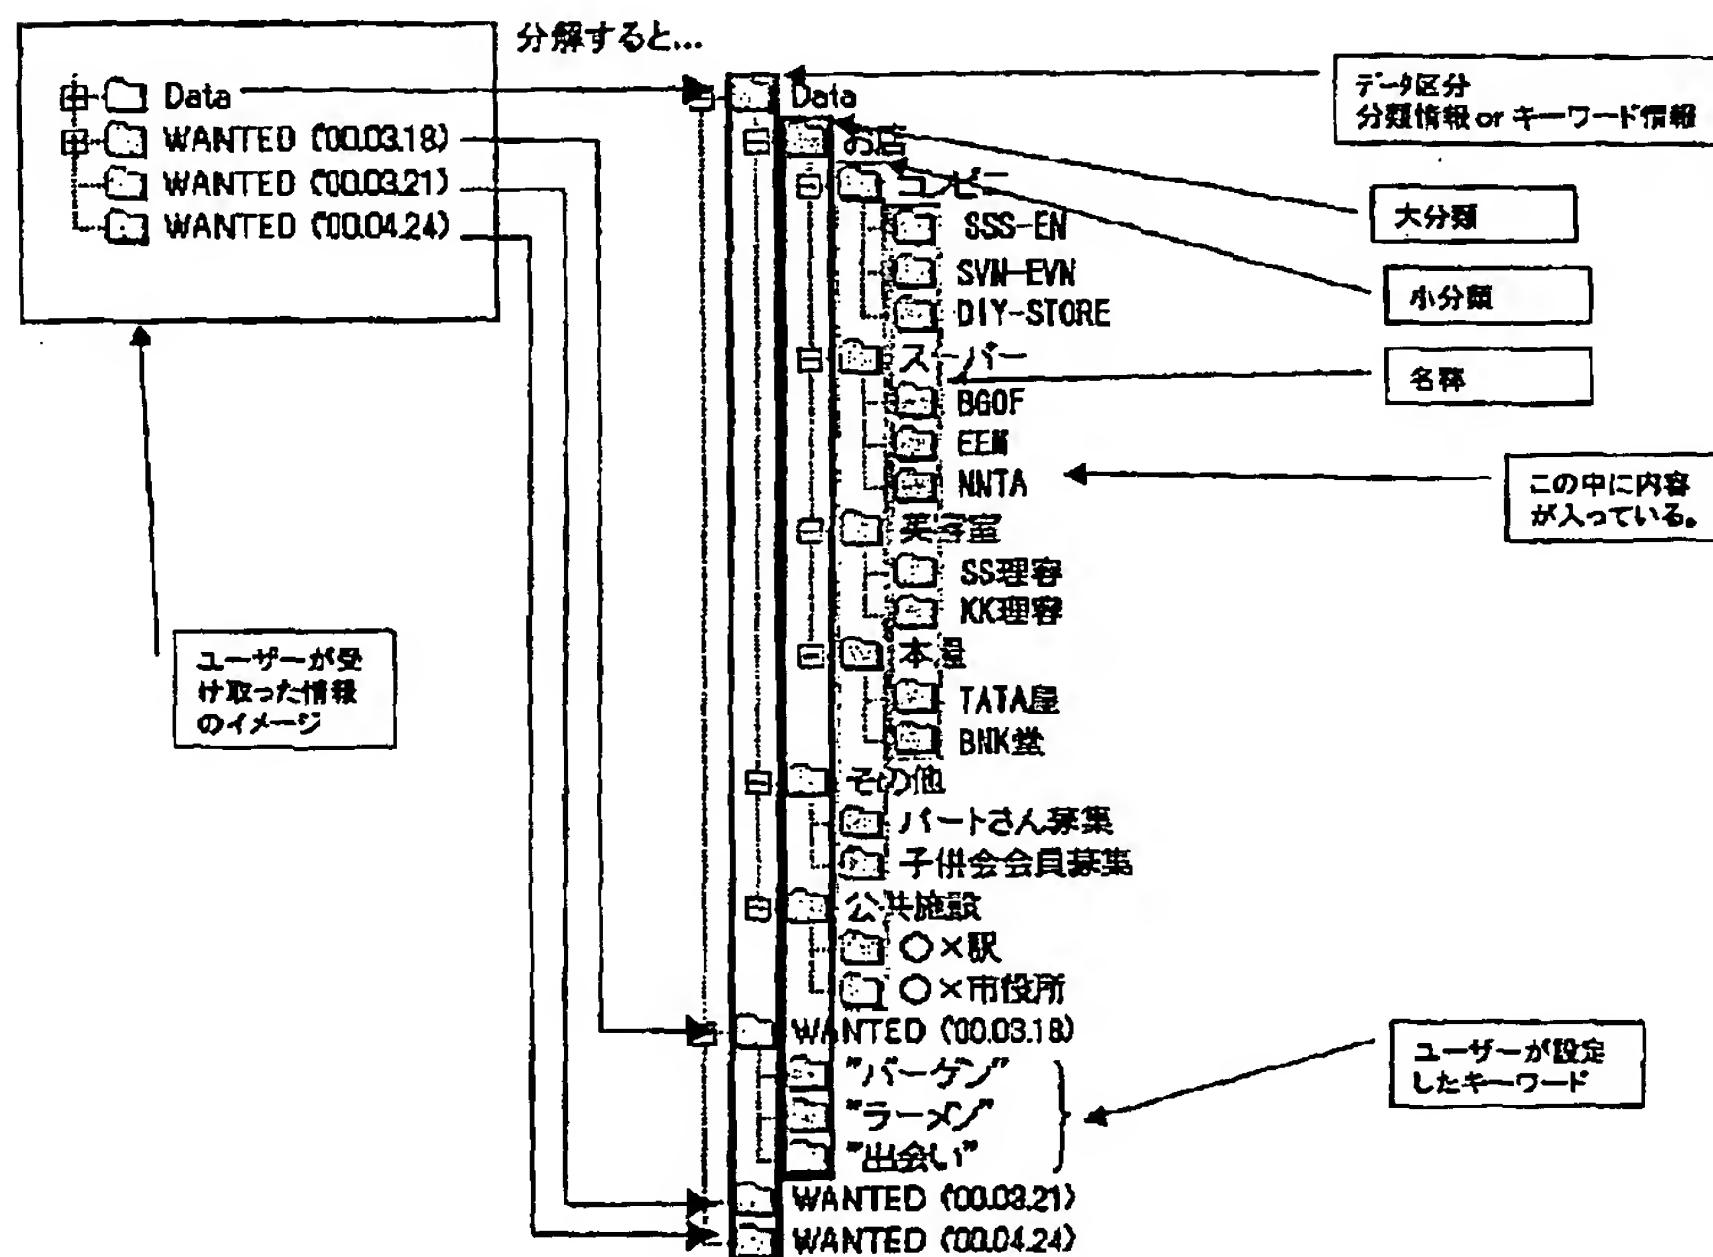 分解すると...
Data
WANTED ('00.03.18)
WANTED ('00.03.21)
WANTED ('00.04.24)
ユーザーが受
け取った情報
のイメージ
Data
お店
コンビニー
SSS-EN
SVN-EVN
DIY-STORE
スーパー
BGOF
EEM
NNTA
美容室
SS理容
KK理容
本屋
TATA屋
BNK堂
その他
パートさん募集
子供会会員募集
公共施設
○×駅
○×市役所
WANTED ('00.03.18)
"バーゲン"
"ラーメン"
"出会い"
WANTED ('00.03.21)
WANTED ('00.04.24)
データ区分
分類情報 or キーワード情報
大分類
小分類
名称
この中に内容
が入っている。
ユーザーが設定
したキーワード